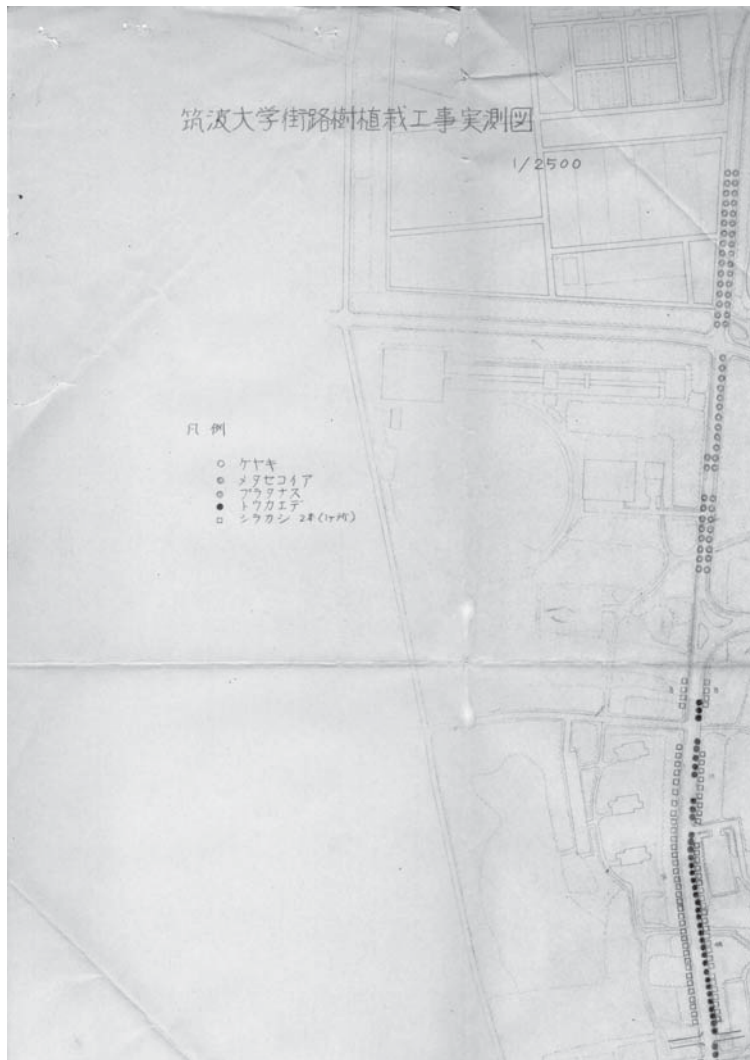 筑波大学街路樹植栽工事実測図
1/2500
凡例
○ ケヤキ
◎ メタセコイア
◎ プラタナス
● トウカエデ
□ シラカシ 2本(1ヶ所)